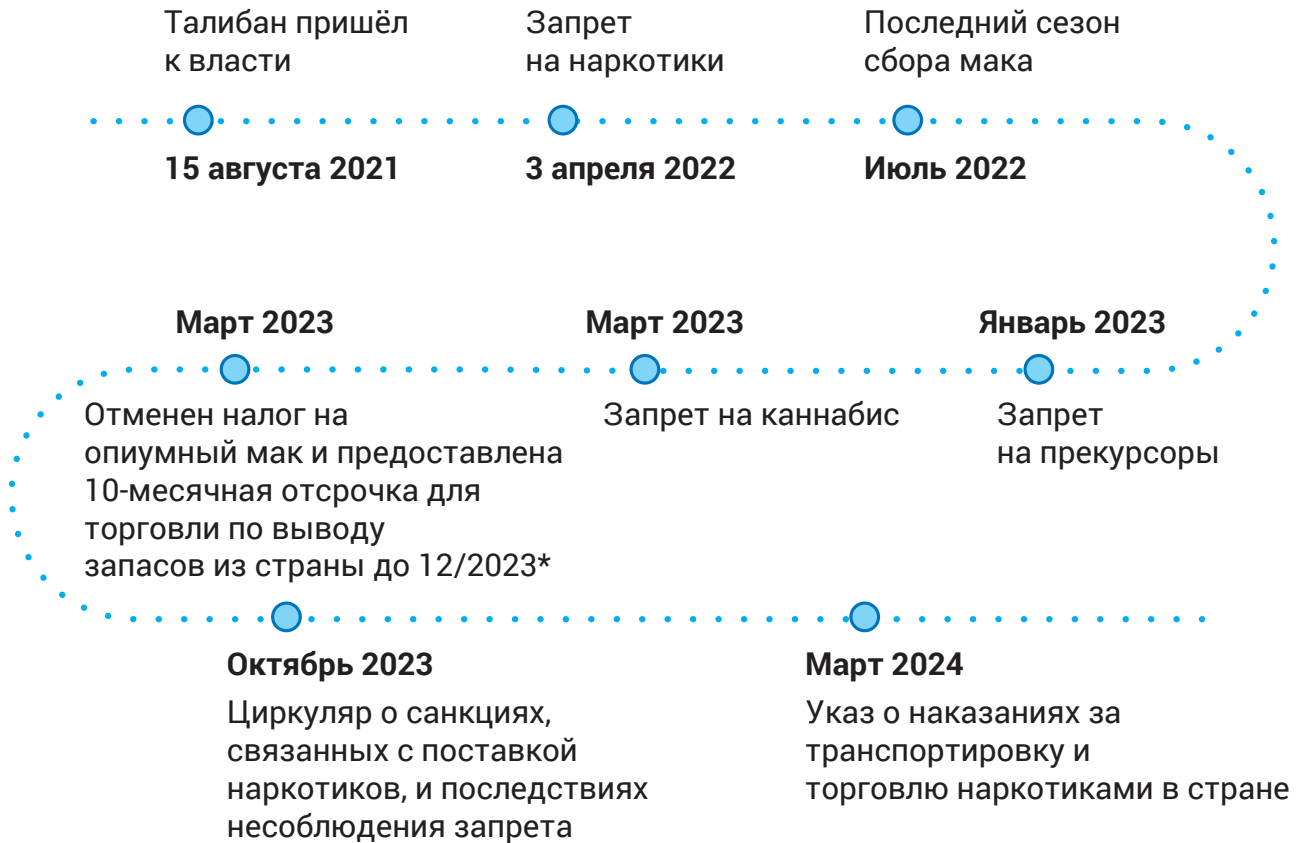 Талибан пришёл
к власти
15 августа 2021
Запрет
на наркотики
3 апреля 2022
Последний сезон
сбора мака
Июль 2022
Январь 2023
Запрет
на прекурсоры
Март 2023
Запрет на каннабис
Март 2023
Отменен налог на
опиумный мак и предоставлена
10-месячная отсрочка для
торговли по выводу
запасов из страны до 12/2023*
Октябрь 2023
Циркуляр о санкциях,
связанных с поставкой
наркотиков, и последствиях
несоблюдения запрета
Март 2024
Указ о наказаниях за
транспортировку и
торговлю наркотиками в стране